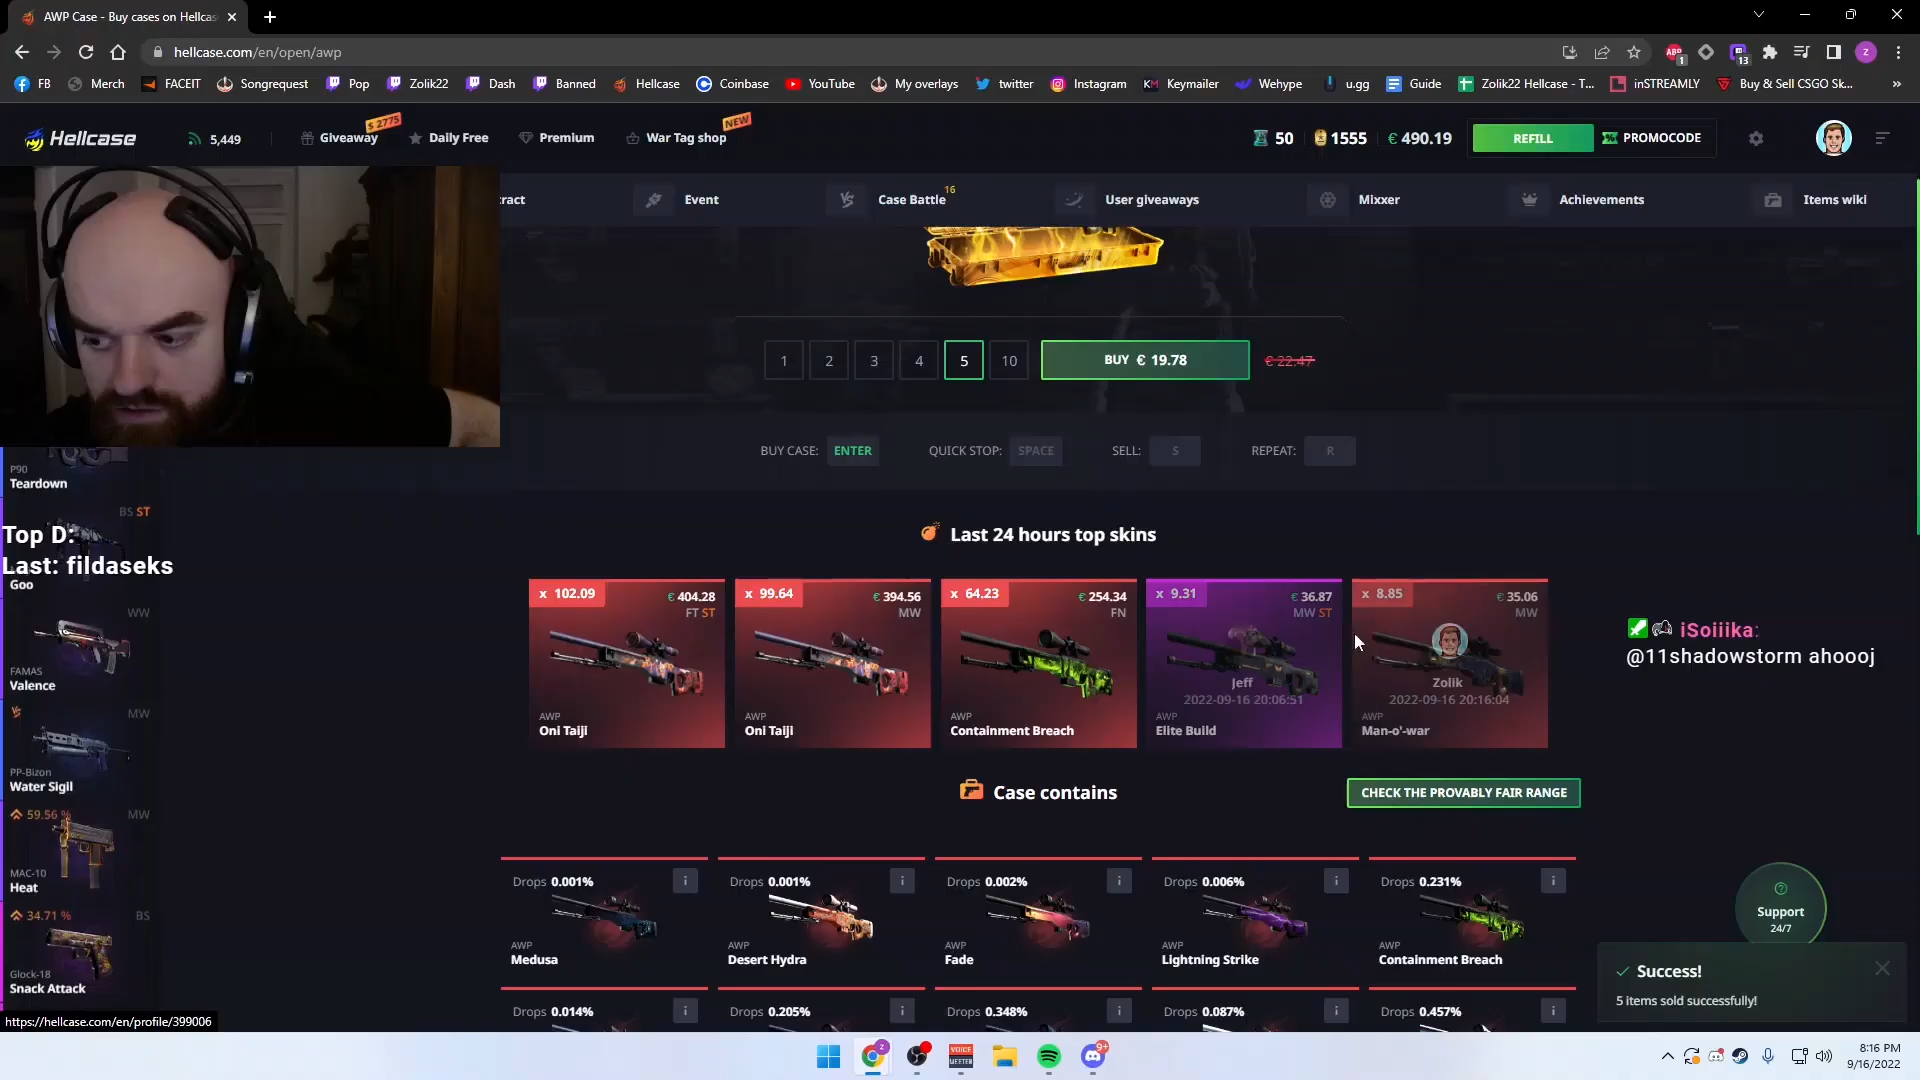 AWP Case - Buy cases on Hellcas
hellcase.com/en/open/awp
FB Merch FACEIT Songrequest Pop Zolik22 Dash Banned Hellcase Coinbase YouTube My overlays twitter Instagram Keymailer Wehype u.gg Guide Zolik22 Hellcase - T... inSTREAMLY Buy & Sell CSGO Sk... »
Hellcase 5,449 Giveaway $ 2775 Daily Free Premium War Tag shop NEW 50 1555 € 490.19 REFILL PROMOCODE
ract Event Case Battle 16 User giveaways Mixxer Achievements Items wiki
1 2 3 4 5 10 BUY € 19.78 € 22.47
BUY CASE: ENTER QUICK STOP: SPACE SELL: S REPEAT: R
P90
Teardown
BS ST
Top D:
Last: fildaseks
Goo
WW
FAMAS
Valence
MW
PP-Bizon
Water Sigil
59.56 % MW
MAC-10
Heat
34.71 % BS
Glock-18
Snack Attack
Last 24 hours top skins
x 102.09 € 404.28
FT ST
AWP
Oni Taiji
x 99.64 € 394.56
MW
AWP
Oni Taiji
x 64.23 € 254.34
FN
AWP
Containment Breach
x 9.31 € 36.87
MW ST
Jeff
2022-09-16 20:06:51
AWP
Elite Build
x 8.85 € 35.06
MW
Zolik
2022-09-16 20:16:04
AWP
Man-o'-war
iSoiiika:
@11shadowstorm ahoooj
Case contains
CHECK THE PROVABLY FAIR RANGE
Drops 0.001% i
AWP
Medusa
Drops 0.001% i
AWP
Desert Hydra
Drops 0.002% i
AWP
Fade
Drops 0.006% i
AWP
Lightning Strike
Drops 0.231% i
AWP
Containment Breach
Drops 0.014% i
Drops 0.205% i
Drops 0.348% i
Drops 0.087% i
Drops 0.457% i
Support
24/7
Success!
5 items sold successfully!
https://hellcase.com/en/profile/399006
VOICE
MEETER
9+
8:16 PM
9/16/2022